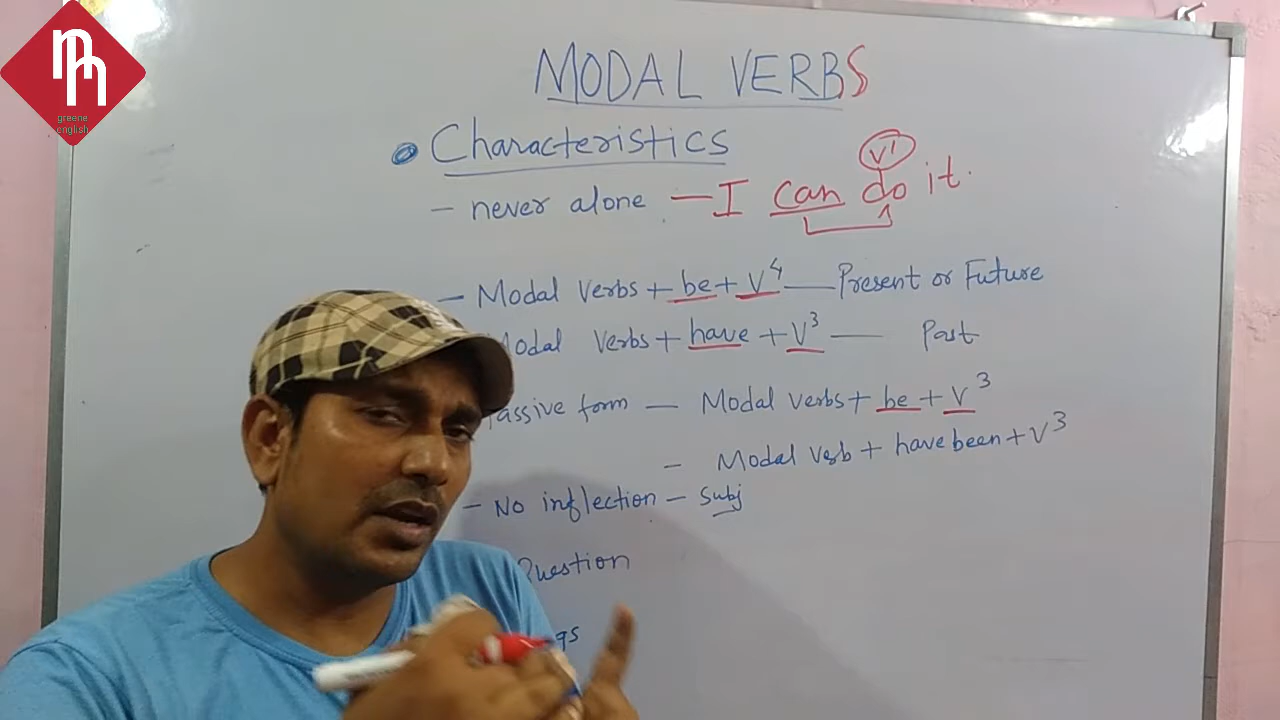 greene
english
MODAL VERBS
Characteristics
V1
- never alone - I can do it.
- Modal Verbs + be + V4 - Present or Future
Modal Verbs + have + V3 - Past
Passive form - Modal verbs + be + V3
- Modal verb + have been + V3
- No inflection - Subj
Question